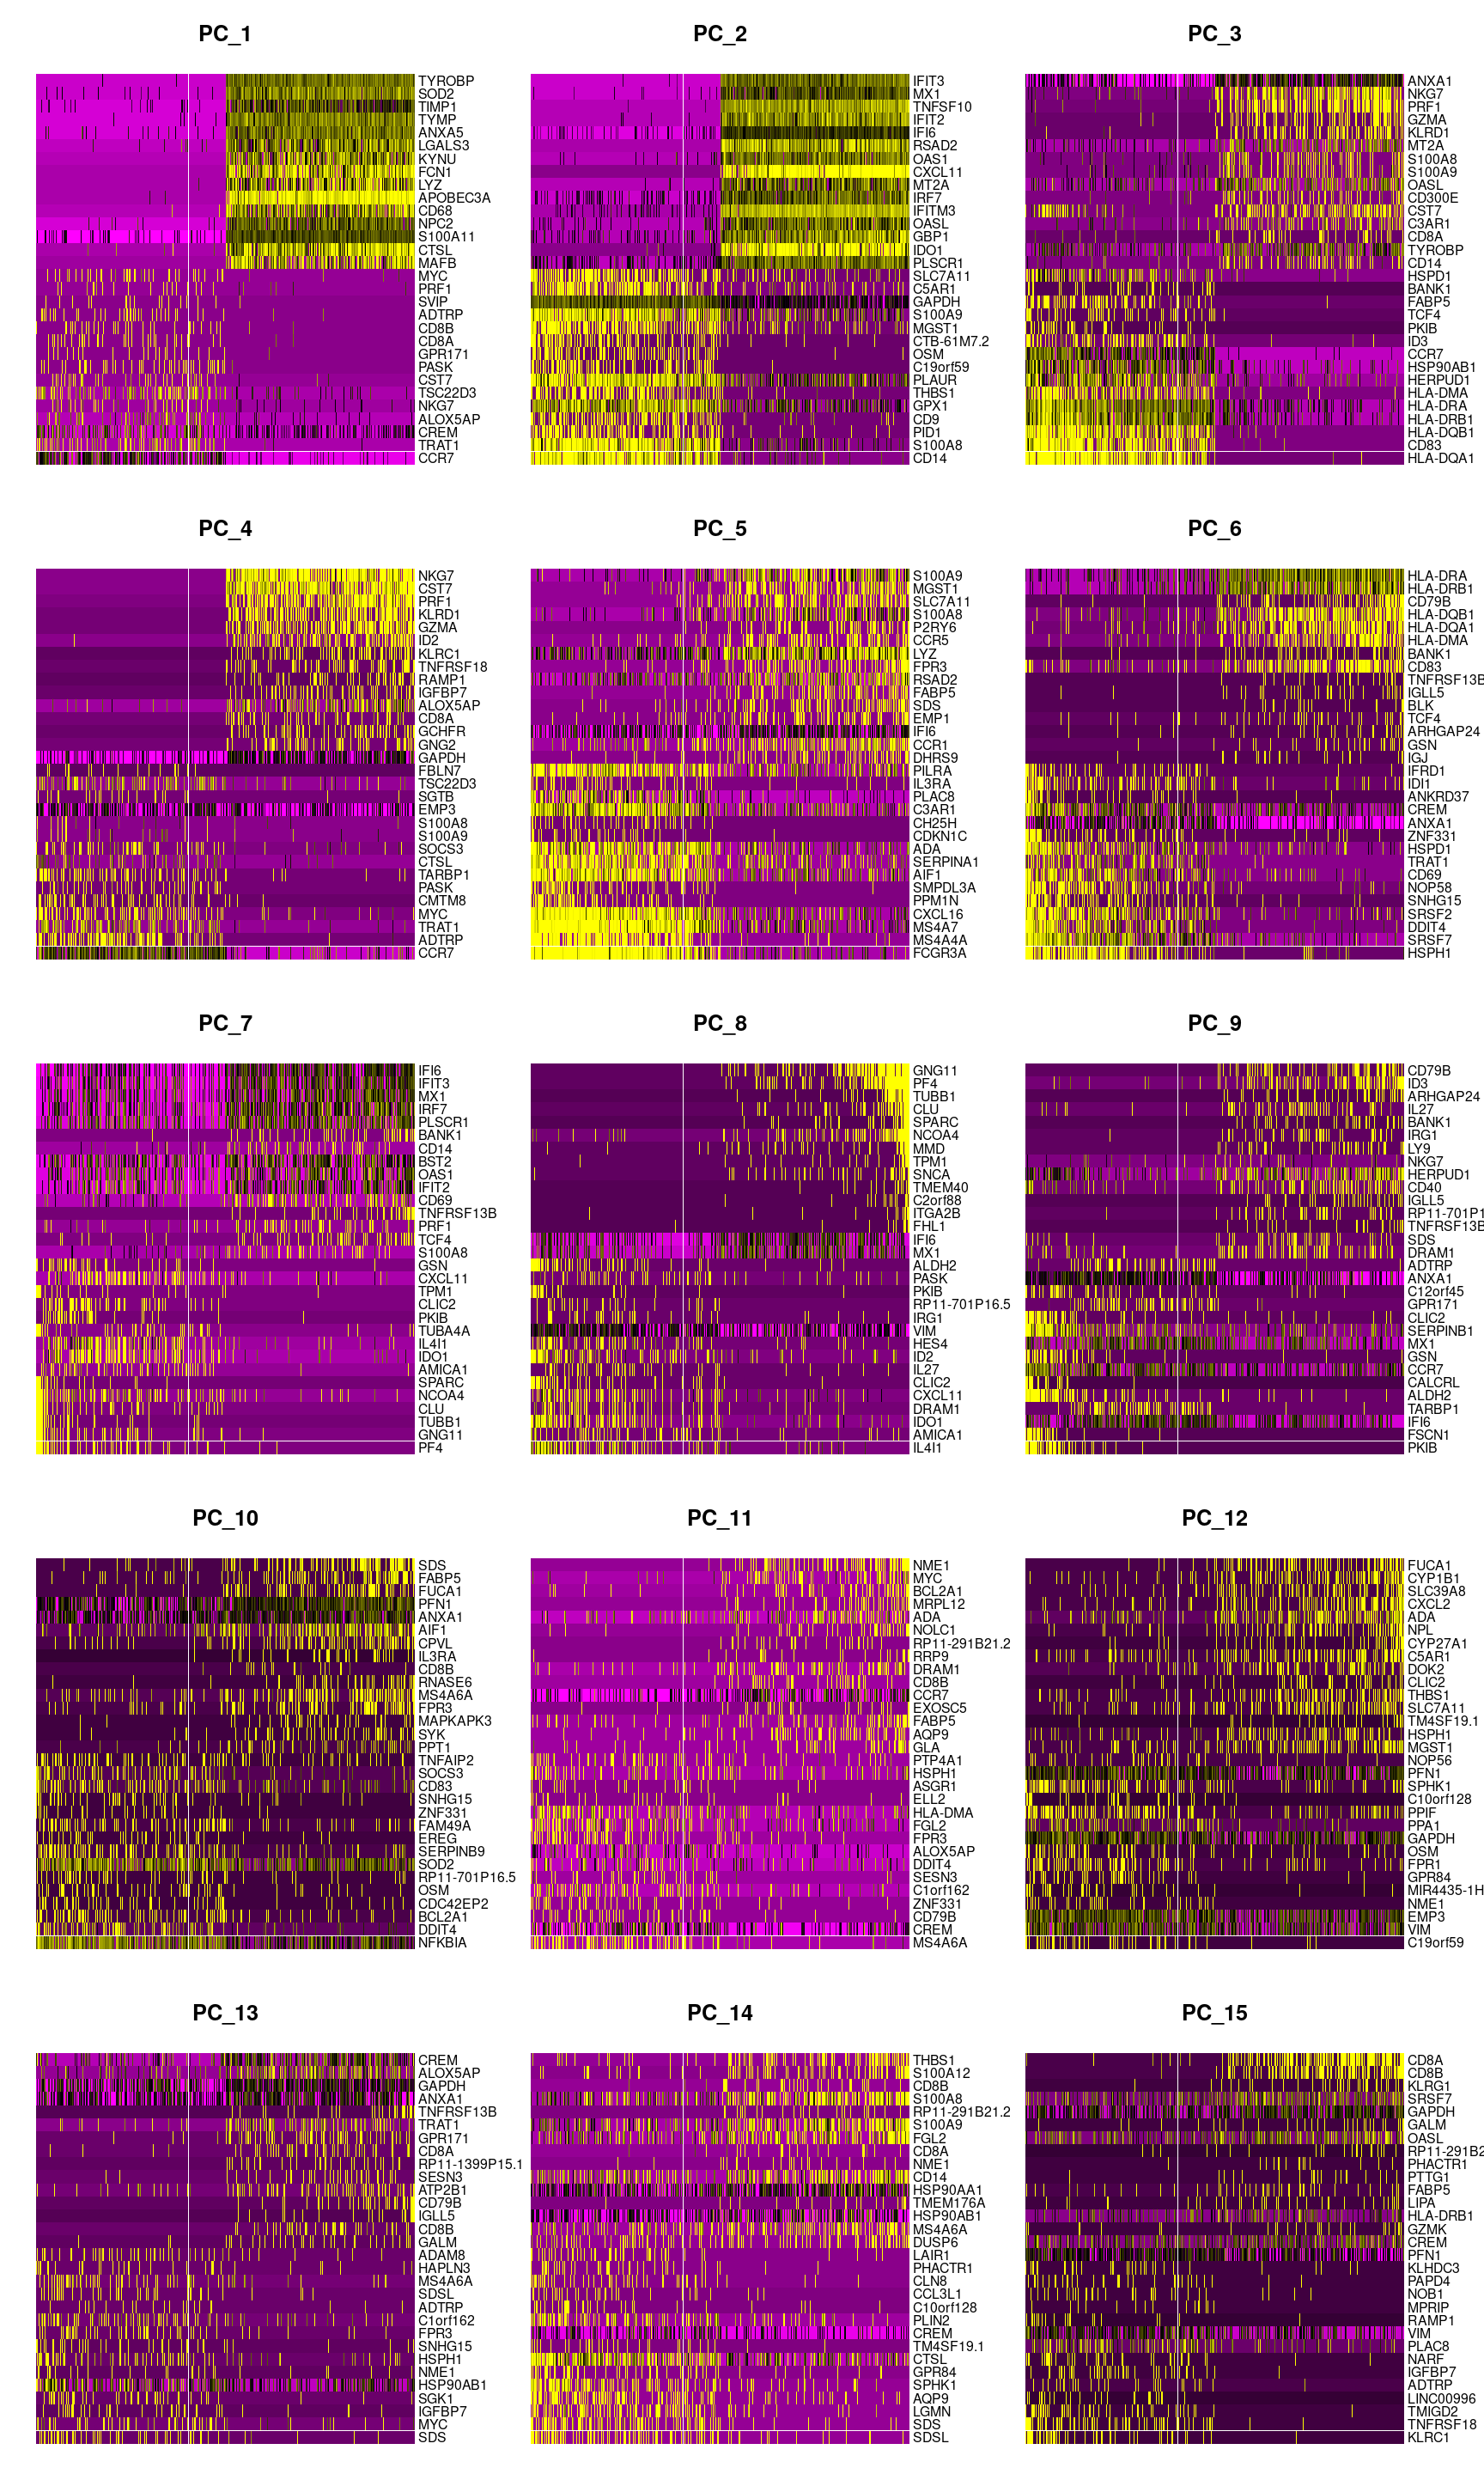 PC_1
TYROBP
SOD2
TIMP1
TYMP
ANXA5
LGALS3
KYNU
FCN1
LYZ
APOBEC3A
CD68
NPC2
S100A11
CTSL
MAFB
MYC
PRF1
SVIP
ADTRP
CD8B
CD8A
GPR171
PASK
CST7
TSC22D3
NKG7
ALOX5AP
CREM
TRAT1
CCR7
PC_2
IFIT3
MX1
TNFSF10
IFIT2
IFI6
RSAD2
OAS1
CXCL11
MT2A
IRF7
IFITM3
OASL
GBP1
IDO1
PLSCR1
SLC7A11
C5AR1
GAPDH
S100A9
MGST1
CTB-61M7.2
OSM
C19orf59
PLAUR
THBS1
GPX1
CD9
PID1
S100A8
CD14
PC_3
ANXA1
NKG7
PRF1
GZMA
KLRD1
MT2A
S100A8
S100A9
OASL
CD300E
CST7
C3AR1
CD8A
TYROBP
CD14
HSPD1
BANK1
FABP5
TCF4
PKIB
ID3
CCR7
HSP90AB1
HERPUD1
HLA-DMA
HLA-DRA
HLA-DRB1
HLA-DQB1
CD83
HLA-DQA1
PC_4
NKG7
CST7
PRF1
KLRD1
GZMA
ID2
KLRC1
TNFRSF18
RAMP1
IGFBP7
ALOX5AP
CD8A
GCHFR
GNG2
GAPDH
FBLN7
TSC22D3
SGTB
EMP3
S100A8
S100A9
SOCS3
CTSL
TARBP1
PASK
CMTM8
MYC
TRAT1
ADTRP
CCR7
PC_5
S100A9
MGST1
SLC7A11
S100A8
P2RY6
CCR5
LYZ
FPR3
RSAD2
FABP5
SDS
EMP1
IFI6
CCR1
DHRS9
PILRA
IL3RA
PLAC8
C3AR1
CH25H
CDKN1C
ADA
SERPINA1
AIF1
SMPDL3A
PPM1N
CXCL16
MS4A7
MS4A4A
FCGR3A
PC_6
HLA-DRA
HLA-DRB1
CD79B
HLA-DQB1
HLA-DQA1
HLA-DMA
BANK1
CD83
TNFRSF13B
IGLL5
BLK
TCF4
ARHGAP24
GSN
IGJ
IFRD1
IDI1
ANKRD37
CREM
ANXA1
ZNF331
HSPD1
TRAT1
CD69
NOP58
SNHG15
SRSF2
DDIT4
SRSF7
HSPH1
PC_7
IFI6
IFIT3
MX1
IRF7
PLSCR1
BANK1
CD14
BST2
OAS1
IFIT2
CD69
TNFRSF13B
PRF1
TCF4
S100A8
GSN
CXCL11
TPM1
CLIC2
PKIB
TUBA4A
IL4I1
IDO1
AMICA1
SPARC
NCOA4
CLU
TUBB1
GNG11
PF4
PC_8
GNG11
PF4
TUBB1
CLU
SPARC
NCOA4
MMD
TPM1
SNCA
TMEM40
C2orf88
ITGA2B
FHL1
IFI6
MX1
ALDH2
PASK
PKIB
RP11-701P16.5
IRG1
VIM
HES4
ID2
IL27
CLIC2
CXCL11
DRAM1
IDO1
AMICA1
IL4I1
PC_9
CD79B
ID3
ARHGAP24
IL27
BANK1
IRG1
LY9
NKG7
HERPUD1
CD40
IGLL5
RP11-701P1
TNFRSF13B
SDS
DRAM1
ADTRP
ANXA1
C12orf45
GPR171
CLIC2
SERPINB1
MX1
GSN
CCR7
CALCRL
ALDH2
TARBP1
IFI6
FSCN1
PKIB
PC_10
SDS
FABP5
FUCA1
PFN1
ANXA1
AIF1
CPVL
IL3RA
CD8B
RNASE6
MS4A6A
FPR3
MAPKAPK3
SYK
PPT1
TNFAIP2
SOCS3
CD83
SNHG15
ZNF331
FAM49A
EREG
SERPINB9
SOD2
RP11-701P16.5
OSM
CDC42EP2
BCL2A1
DDIT4
NFKBIA
PC_11
NME1
MYC
BCL2A1
MRPL12
ADA
NOLC1
RP11-291B21.2
RRP9
DRAM1
CD8B
CCR7
EXOSC5
FABP5
AQP9
GLA
PTP4A1
HSPH1
ASGR1
ELL2
HLA-DMA
FGL2
FPR3
ALOX5AP
DDIT4
SESN3
C1orf162
ZNF331
CD79B
CREM
MS4A6A
PC_12
FUCA1
CYP1B1
SLC39A8
CXCL2
ADA
NPL
CYP27A1
C5AR1
DOK2
CLIC2
THBS1
SLC7A11
TM4SF19.1
HSPH1
MGST1
NOP56
PFN1
SPHK1
C10orf128
PPIF
PPA1
GAPDH
OSM
FPR1
GPR84
MIR4435-1H
NME1
EMP3
VIM
C19orf59
PC_13
CREM
ALOX5AP
GAPDH
ANXA1
TNFRSF13B
TRAT1
GPR171
CD8A
RP11-1399P15.1
SESN3
ATP2B1
CD79B
IGLL5
CD8B
GALM
ADAM8
HAPLN3
MS4A6A
SDSL
ADTRP
C1orf162
FPR3
SNHG15
HSPH1
NME1
HSP90AB1
SGK1
IGFBP7
MYC
SDS
PC_14
THBS1
S100A12
CD8B
S100A8
RP11-291B21.2
S100A9
FGL2
CD8A
NME1
CD14
HSP90AA1
TMEM176A
HSP90AB1
MS4A6A
DUSP6
LAIR1
PHACTR1
CLN8
CCL3L1
C10orf128
PLIN2
CREM
TM4SF19.1
CTSL
GPR84
SPHK1
AQP9
LGMN
SDS
SDSL
PC_15
CD8A
CD8B
KLRG1
SRSF7
GAPDH
GALM
OASL
RP11-291B2
PHACTR1
PTTG1
FABP5
LIPA
HLA-DRB1
GZMK
CREM
PFN1
KLHDC3
PAPD4
NOB1
MPRIP
RAMP1
VIM
PLAC8
NARF
IGFBP7
ADTRP
LINC00996
TMIGD2
TNFRSF18
KLRC1